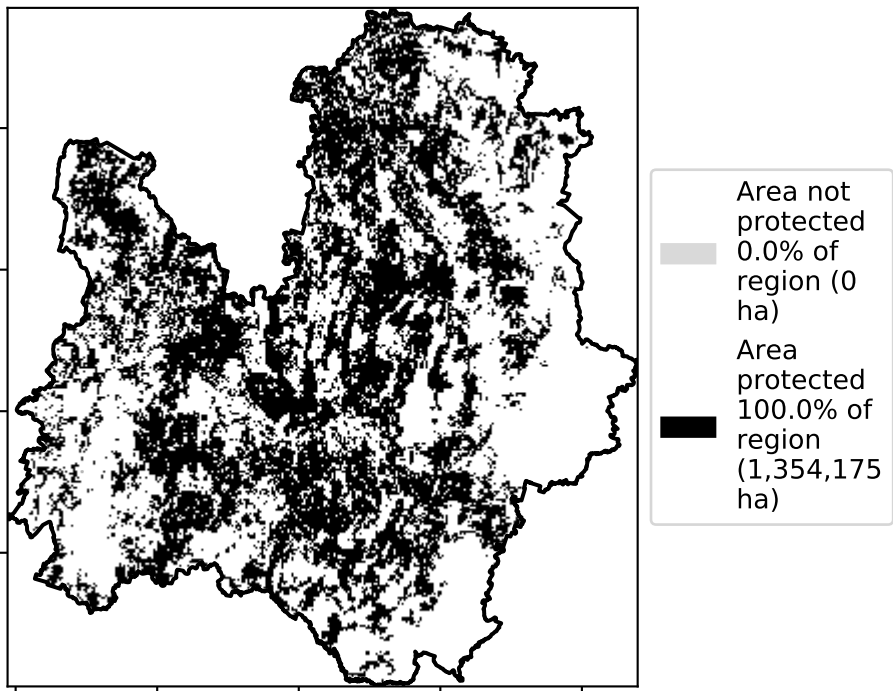 Area not
protected
0.0% of
region (0
ha)
Area
protected
100.0% of
region
(1,354,175
ha)